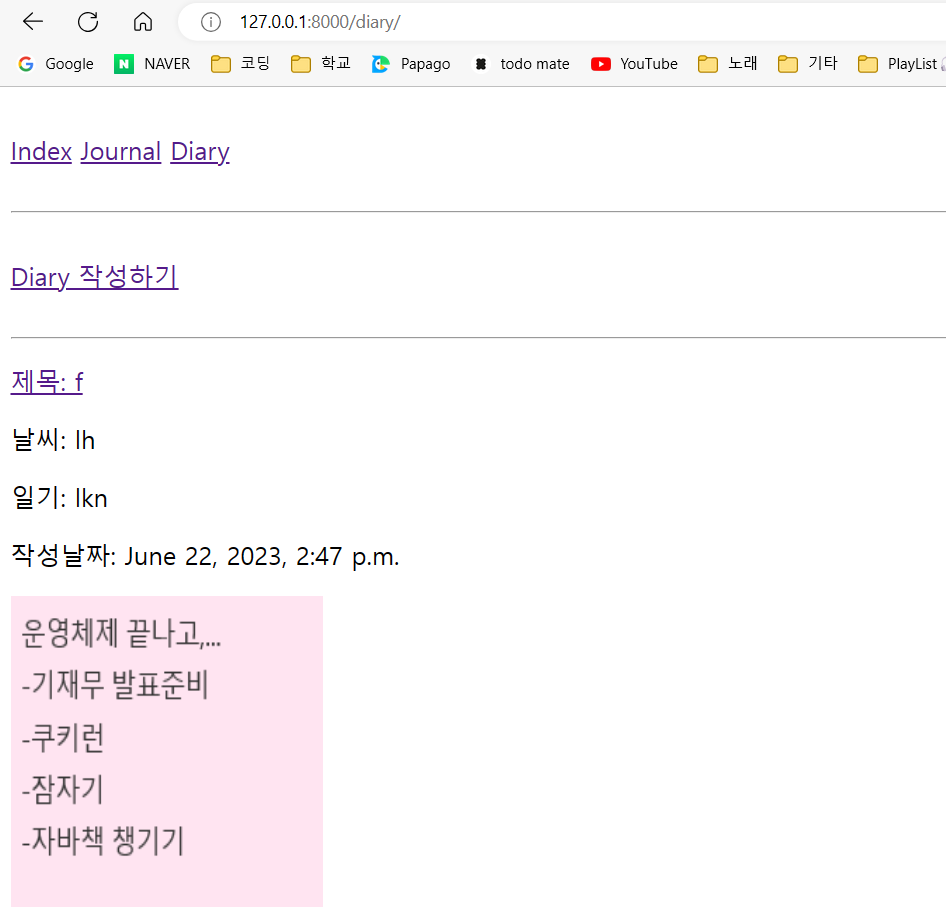 127.0.0.1:8000/diary/
Google NAVER 코딩 학교 Papago todo mate YouTube 노래 기타 PlayList
Index Journal Diary
Diary 작성하기
제목: f
날씨: lh
일기: lkn
작성날짜: June 22, 2023, 2:47 p.m.
운영체제 끝나고,...
-기재무 발표준비
-쿠키런
-잠자기
-자바책 챙기기